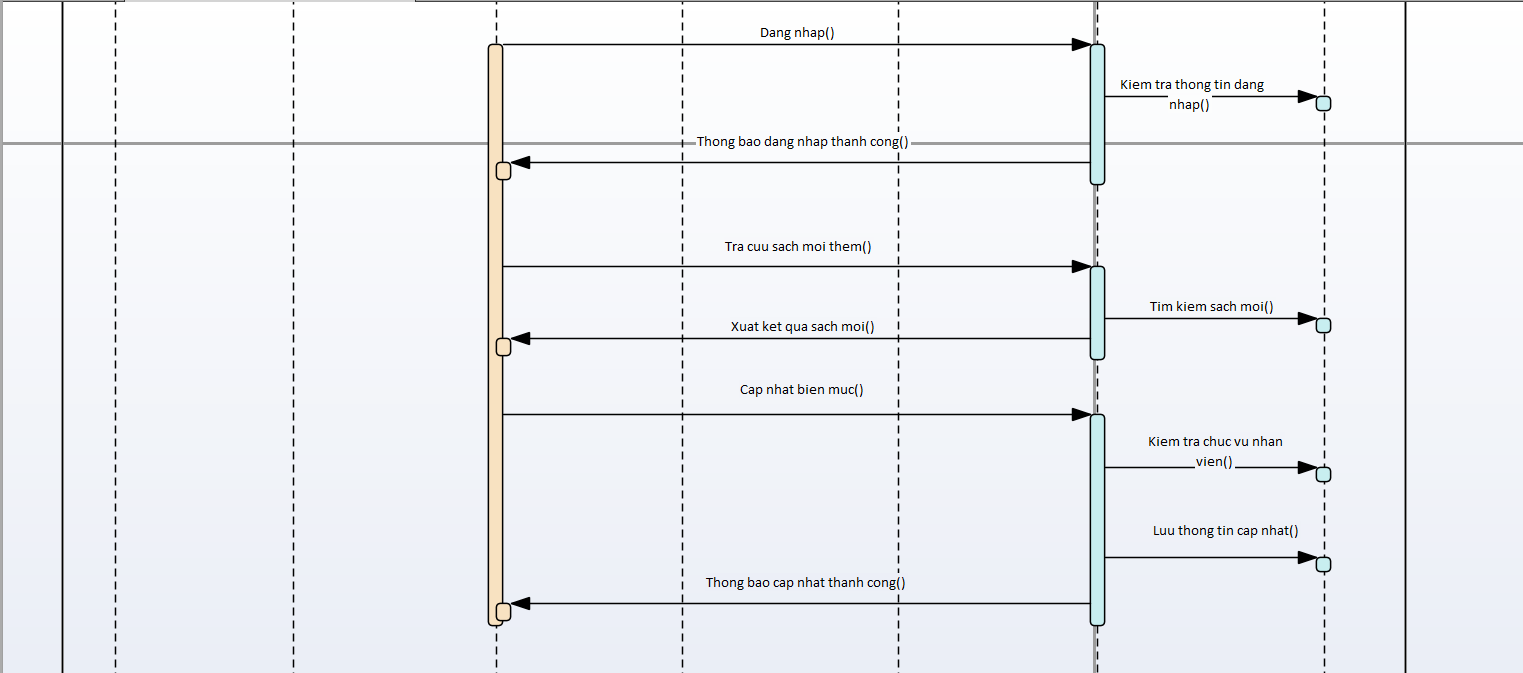 Dang nhap()
Kiem tra thong tin dang
nhap()
Thong bao dang nhap thanh cong()
Tra cuu sach moi them()
Tim kiem sach moi()
Xuat ket qua sach moi()
Cap nhat bien muc()
Kiem tra chuc vu nhan
vien()
Luu thong tin cap nhat()
Thong bao cap nhat thanh cong()